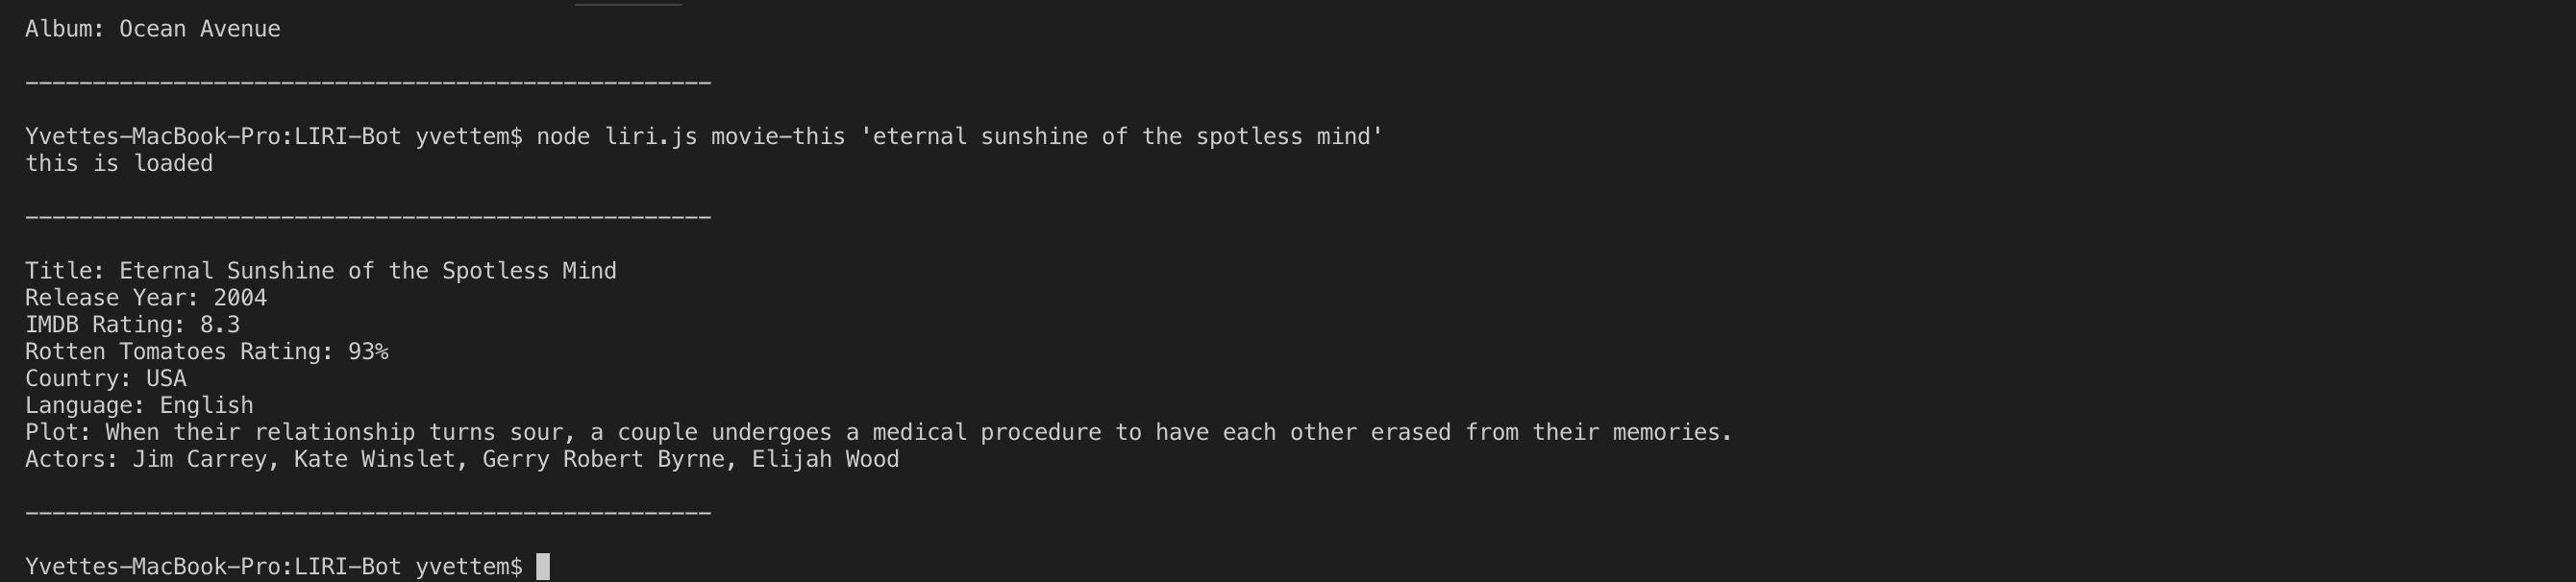 Album: Ocean Avenue
---------------------------------------------------
Yvettes-MacBook-Pro:LIRI-Bot yvettem$ node liri.js movie-this 'eternal sunshine of the spotless mind'
this is loaded
---------------------------------------------------
Title: Eternal Sunshine of the Spotless Mind
Release Year: 2004
IMDB Rating: 8.3
Rotten Tomatoes Rating: 93%
Country: USA
Language: English
Plot: When their relationship turns sour, a couple undergoes a medical procedure to have each other erased from their memories.
Actors: Jim Carrey, Kate Winslet, Gerry Robert Byrne, Elijah Wood
---------------------------------------------------
Yvettes-MacBook-Pro:LIRI-Bot yvettem$